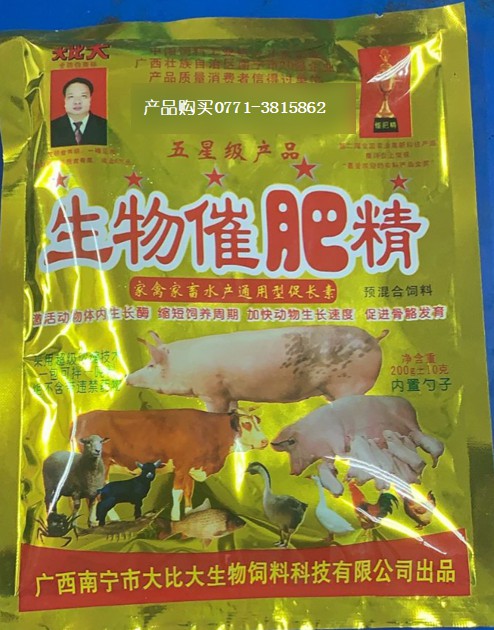 大比大
广西壮族自治区
产品质量消费者信得过
产品购买0771-3815862
五星级产品
生物催肥精
家禽家畜水产通用型促长素
预混合饲料
激活动物体内生长酶 缩短饲养周期 加快动物生长速度 促进骨骼发育
净含量
200g±10克
内置勺子
广西南宁市大比大生物饲料科技有限公司出品